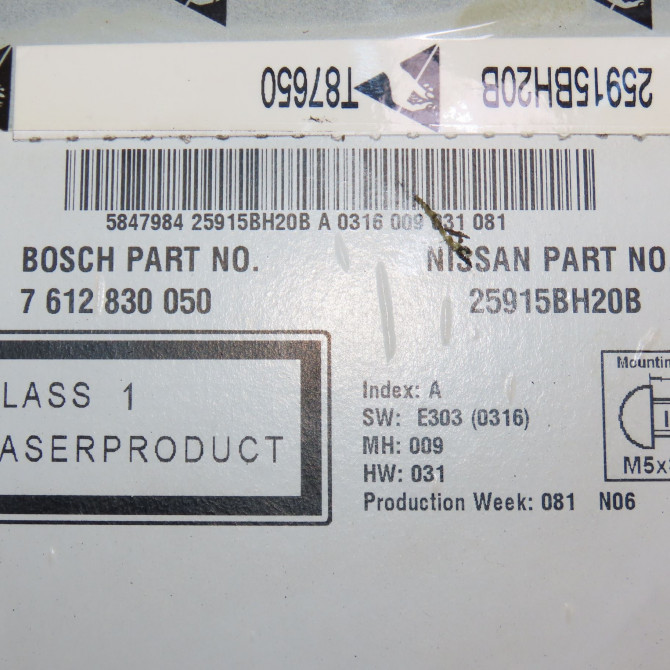 25915BH20B T87650
5847984 25915BH20B A 0316 009 031 081
BOSCH PART NO. NISSAN PART NO
7 612 830 050 25915BH20B
LASS 1
ASERPRODUCT
Index: A
SW: E303 (0316)
MH: 009
HW: 031
Production Week: 081 N06
Mountin
M5x